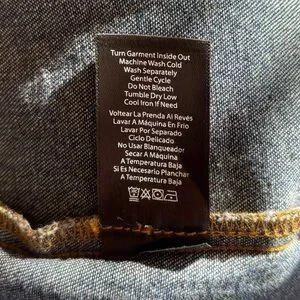 Turn Garment Inside Out
Machine Wash Cold
Wash Separately
Gentle Cycle
Do Not Bleach
Tumble Dry Low
Cool Iron If Need
Voltear La Prenda Al Revés
Lavar A Máquina En Frio
Lavar Por Separado
Ciclo Delicado
No Usar Blanqueador
Secar A Máquina
A Temperatura Baja
Si Es Necesario Planchar
A Temperatura Baja